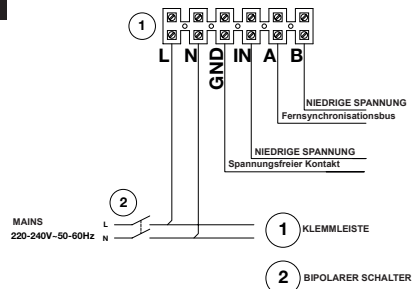 1
L N GND IN A B
NIEDRIGE SPANNUNG
Fernsynchronisationsbus
NIEDRIGE SPANNUNG
Spannungsfreier Kontakt
2
MAINS
220-240V~50-60Hz
L
N
1 KLEMMLEISTE
2 BIPOLARER SCHALTER